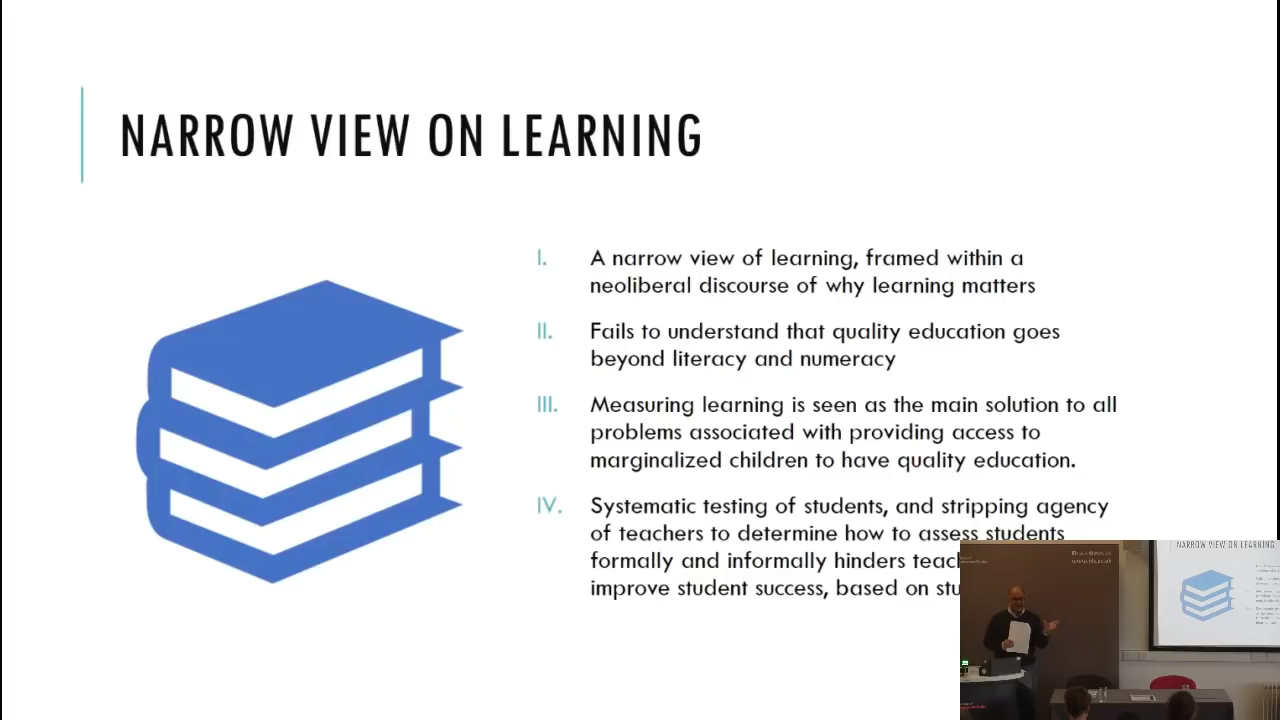 NARROW VIEW ON LEARNING
I. A narrow view of learning, framed within a
neoliberal discourse of why learning matters
II. Fails to understand that quality education goes
beyond literacy and numeracy
III. Measuring learning is seen as the main solution to all
problems associated with providing access to
marginalized children to have quality education.
IV. Systematic testing of students, and stripping agency
of teachers to determine how to assess students
formally and informally hinders teac
improve student success, based on stu
NARROW VIEW ON LEARNING